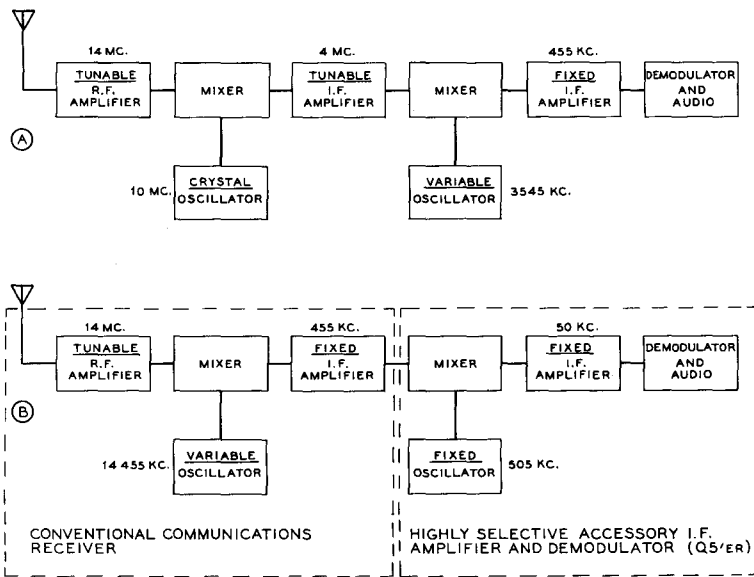 14 MC.
TUNABLE
R.F.
AMPLIFIER
MIXER
4 MC.
TUNABLE
I.F.
AMPLIFIER
MIXER
455 KC.
FIXED
I.F.
AMPLIFIER
DEMODULATOR
AND
AUDIO
A
10 MC.
CRYSTAL
OSCILLATOR
VARIABLE
OSCILLATOR
3545 KC.
14 MC.
TUNABLE
R.F.
AMPLIFIER
MIXER
455 KC.
FIXED
I.F.
AMPLIFIER
MIXER
50 KC.
FIXED
I.F.
AMPLIFIER
DEMODULATOR
AND
AUDIO
B
14 455 KC.
VARIABLE
OSCILLATOR
FIXED
OSCILLATOR
505 KC.
CONVENTIONAL COMMUNICATIONS
RECEIVER
HIGHLY SELECTIVE ACCESSORY I.F.
AMPLIFIER AND DEMODULATOR (Q5'ER)